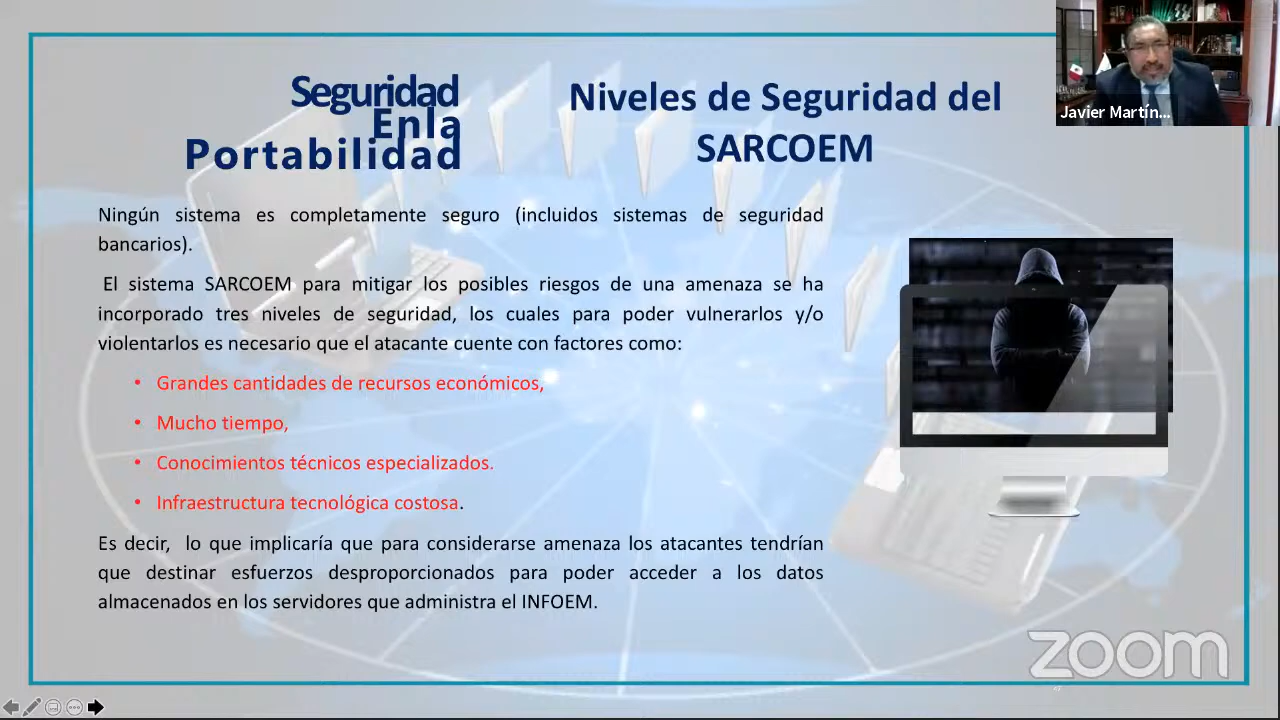 Seguridad
Enla
Portabilidad
Niveles de Seguridad del
SARCOEM
Javier Martín...
Ningún sistema es completamente seguro (incluidos sistemas de seguridad
bancarios).
El sistema SARCOEM para mitigar los posibles riesgos de una amenaza se ha
incorporado tres niveles de seguridad, los cuales para poder vulnerarlos y/o
violentarlos es necesario que el atacante cuente con factores como:
• Grandes cantidades de recursos económicos,
• Mucho tiempo,
• Conocimientos técnicos especializados.
• Infraestructura tecnológica costosa.
Es decir, lo que implicaría que para considerarse amenaza los atacantes tendrían
que destinar esfuerzos desproporcionados para poder acceder a los datos
almacenados en los servidores que administra el INFOEM.
zoom